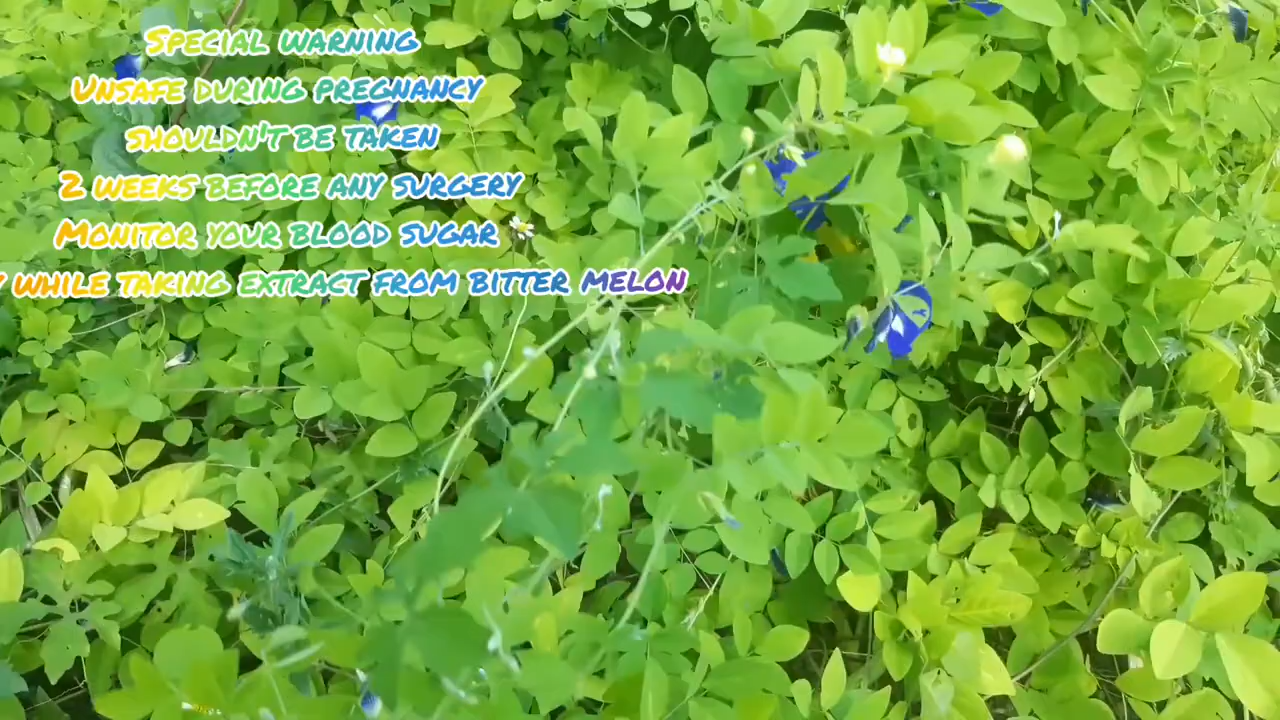 Special warning
Unsafe during pregnancy
shouldn't be taken
2 weeks before any surgery
Monitor your blood sugar
while taking extract from bitter melon